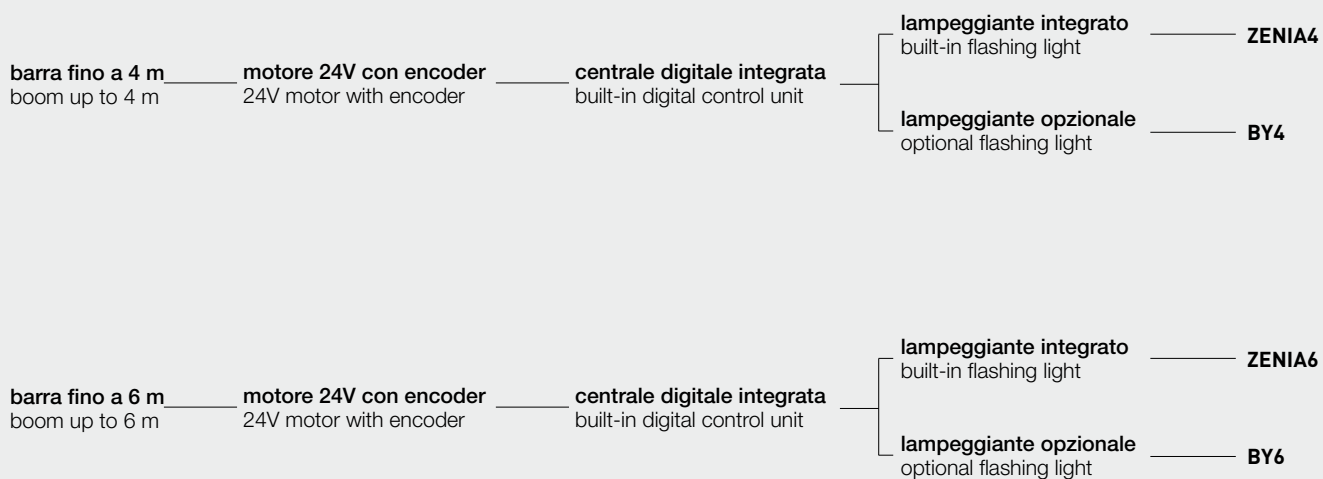 barra fino a 4 m
boom up to 4 m
motore 24V con encoder
24V motor with encoder
centrale digitale integrata
built-in digital control unit
lampeggiante integrato
built-in flashing light
ZENIA4
lampeggiante opzionale
optional flashing light
BY4
barra fino a 6 m
boom up to 6 m
motore 24V con encoder
24V motor with encoder
centrale digitale integrata
built-in digital control unit
lampeggiante integrato
built-in flashing light
ZENIA6
lampeggiante opzionale
optional flashing light
BY6